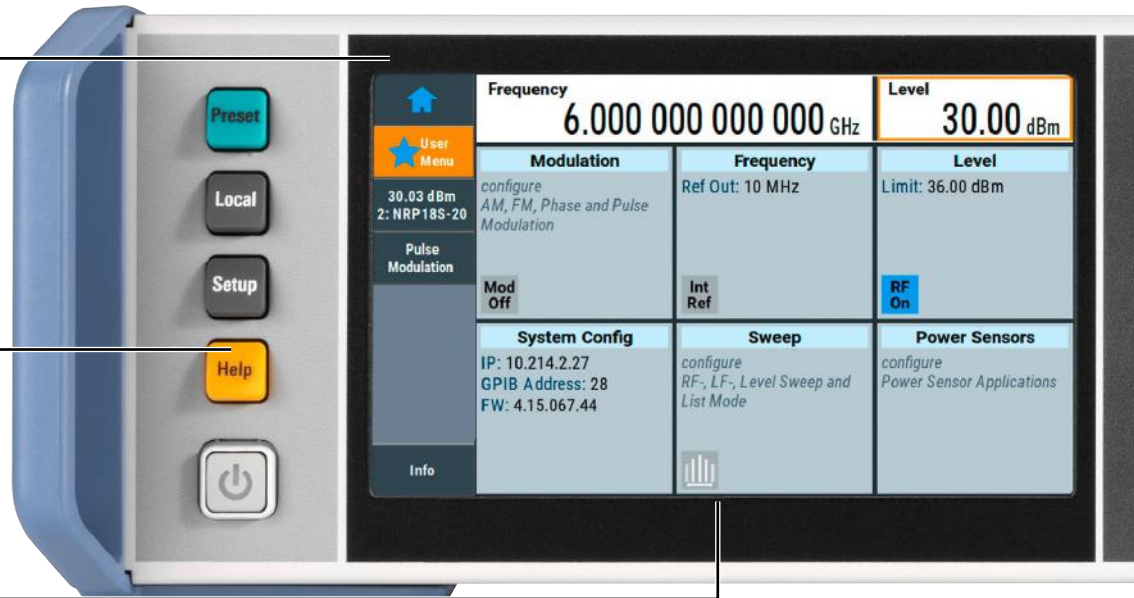 Preset
Local
Setup
Help
User
Menu
30.03 dBm
2: NRP18S-20
Pulse
Modulation
Info
Frequency
6.000 000 000 000 GHz
Level
30.00 dBm
Modulation
configure
AM, FM, Phase and Pulse
Modulation
Mod
Off
Frequency
Ref Out: 10 MHz
Int
Ref
Level
Limit: 36.00 dBm
RF
On
System Config
IP: 10.214.2.27
GPIB Address: 28
FW: 4.15.067.44
Sweep
configure
RF-, LF-, Level Sweep and
List Mode
Power Sensors
configure
Power Sensor Applications